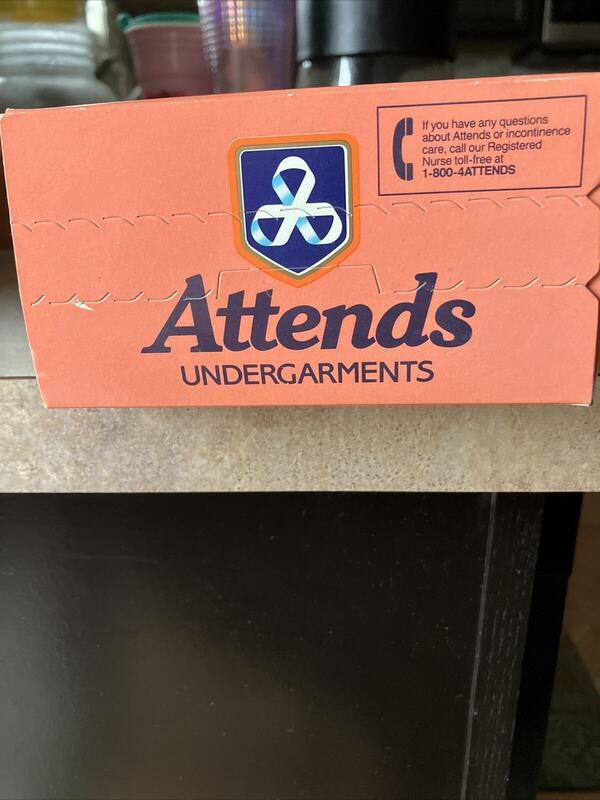 If you have any questions
about Attends or incontinence
care, call our Registered
Nurse toll-free at
1-800-4ATTENDS
Attends
UNDERGARMENTS